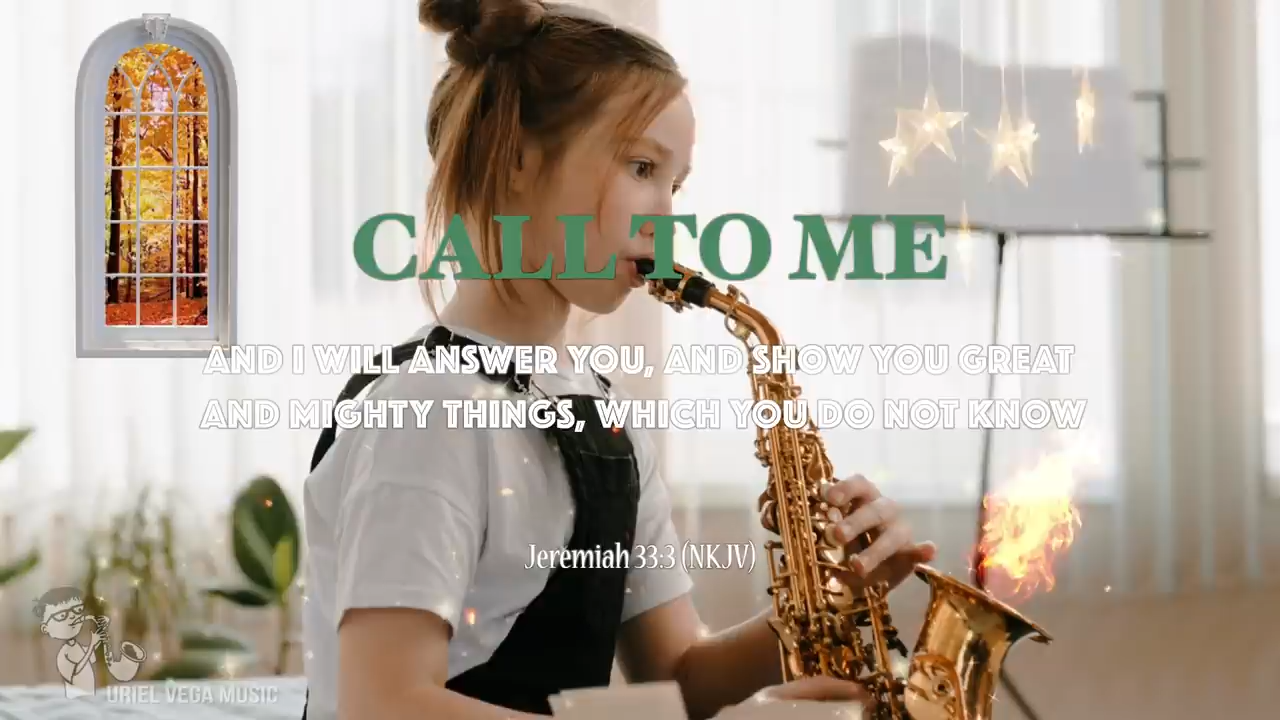 CALL TO ME
AND I WILL ANSWER YOU, AND SHOW YOU GREAT
AND MIGHTY THINGS, WHICH YOU DO NOT KNOW
Jeremiah 33:3 (NKJV)
URIEL VEGA MUSIC